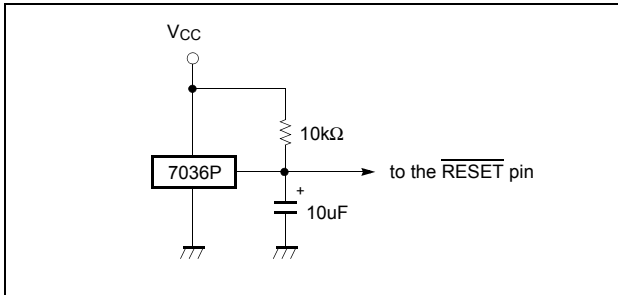 VCC
10kΩ
7036P
to the RESET pin
+
10uF